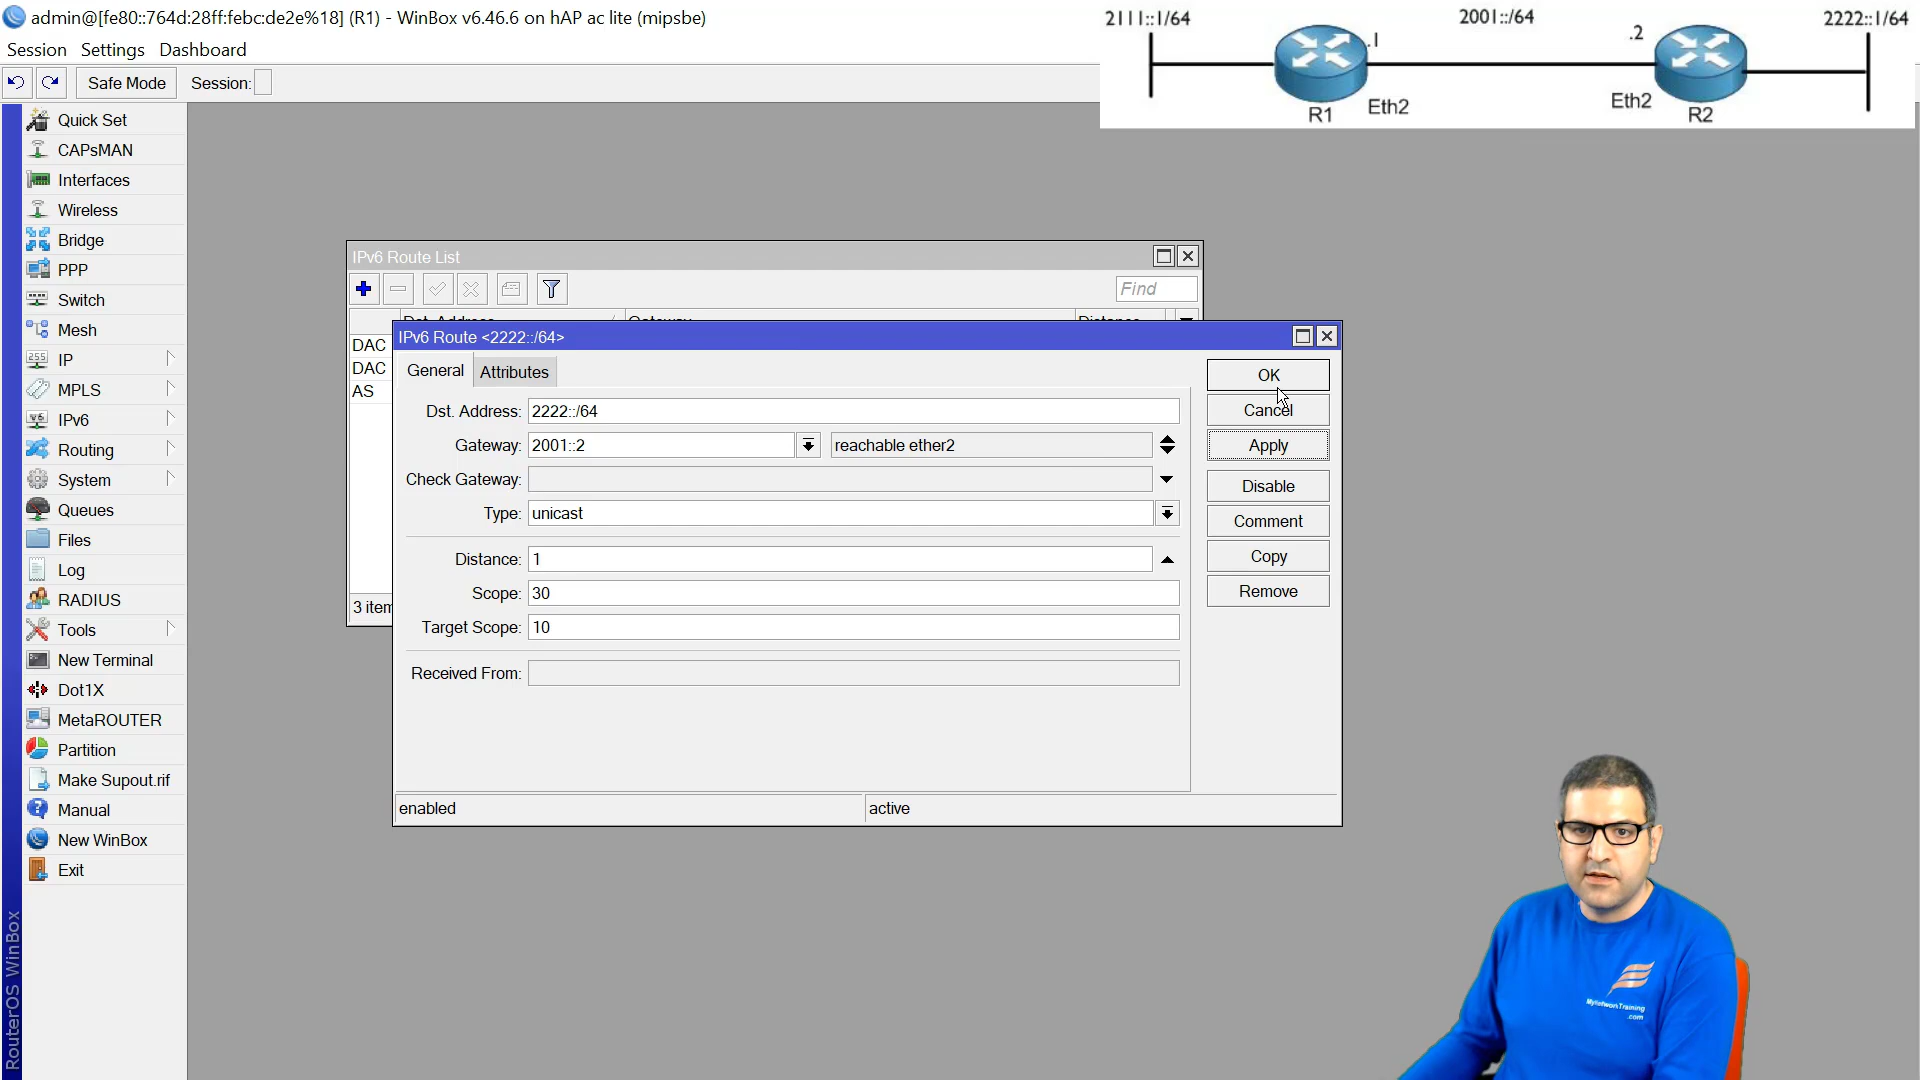 admin@[fe80::764d:28ff:febc:de2e%18] (R1) - WinBox v6.46.6 on hAP ac lite (mipsbe)
Session Settings Dashboard
Safe Mode Session:
2111::1/64 2001::/64 2222::1/64
.1 .2
Eth2 Eth2
R1 R2
Quick Set
CAPsMAN
Interfaces
Wireless
Bridge
PPP
Switch
Mesh
IP
MPLS
IPv6
Routing
System
Queues
Files
Log
RADIUS
Tools
New Terminal
Dot1X
MetaROUTER
Partition
Make Supout.rif
Manual
New WinBox
Exit
RouterOS WinBox
IPv6 Route List
Find
Dst. Address Gateway Distance
DAC
DAC
AS
3 item
IPv6 Route <2222::/64>
General Attributes
Dst. Address: 2222::/64
Gateway: 2001::2 reachable ether2
Check Gateway:
Type: unicast
Distance: 1
Scope: 30
Target Scope: 10
Received From:
enabled active
OK
Cancel
Apply
Disable
Comment
Copy
Remove
MyNetworkTraining
.com